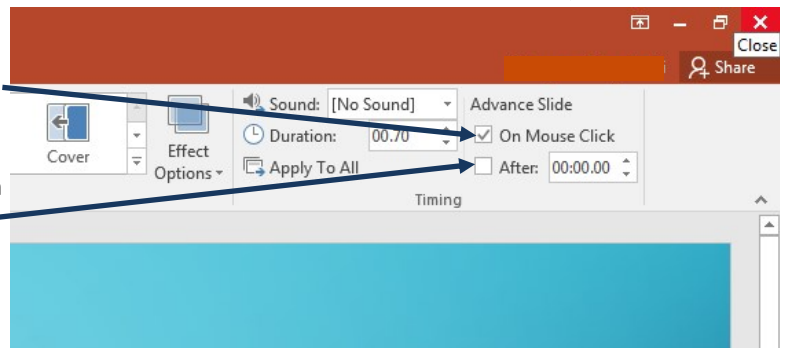 Close
Share
Sound: [No Sound]
Advance Slide
Duration: 00.70
On Mouse Click
Cover
Effect
Options
Apply To All
After: 00:00.00
Timing